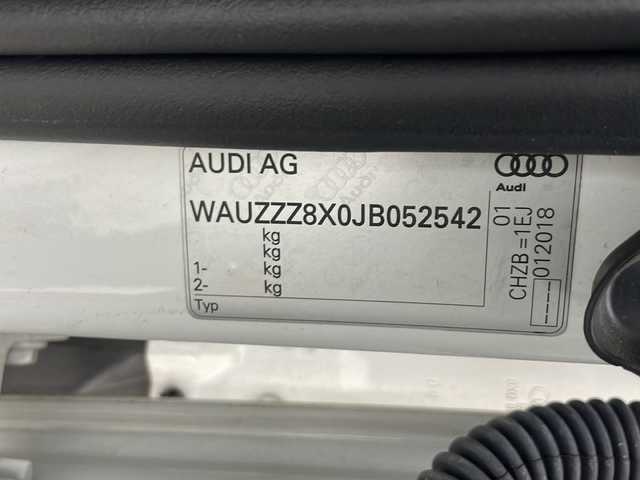 AUDI AG
Audi
WAUZZZ8X0JB052542
kg
kg
1- kg
2- kg
Typ
01
CHZB =1EJ
---- 012018